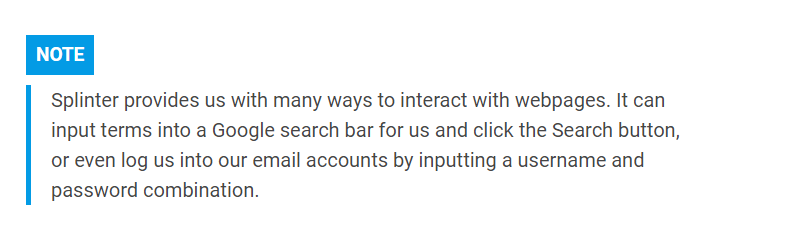 NOTE
Splinter provides us with many ways to interact with webpages. It can
input terms into a Google search bar for us and click the Search button,
or even log us into our email accounts by inputting a username and
password combination.